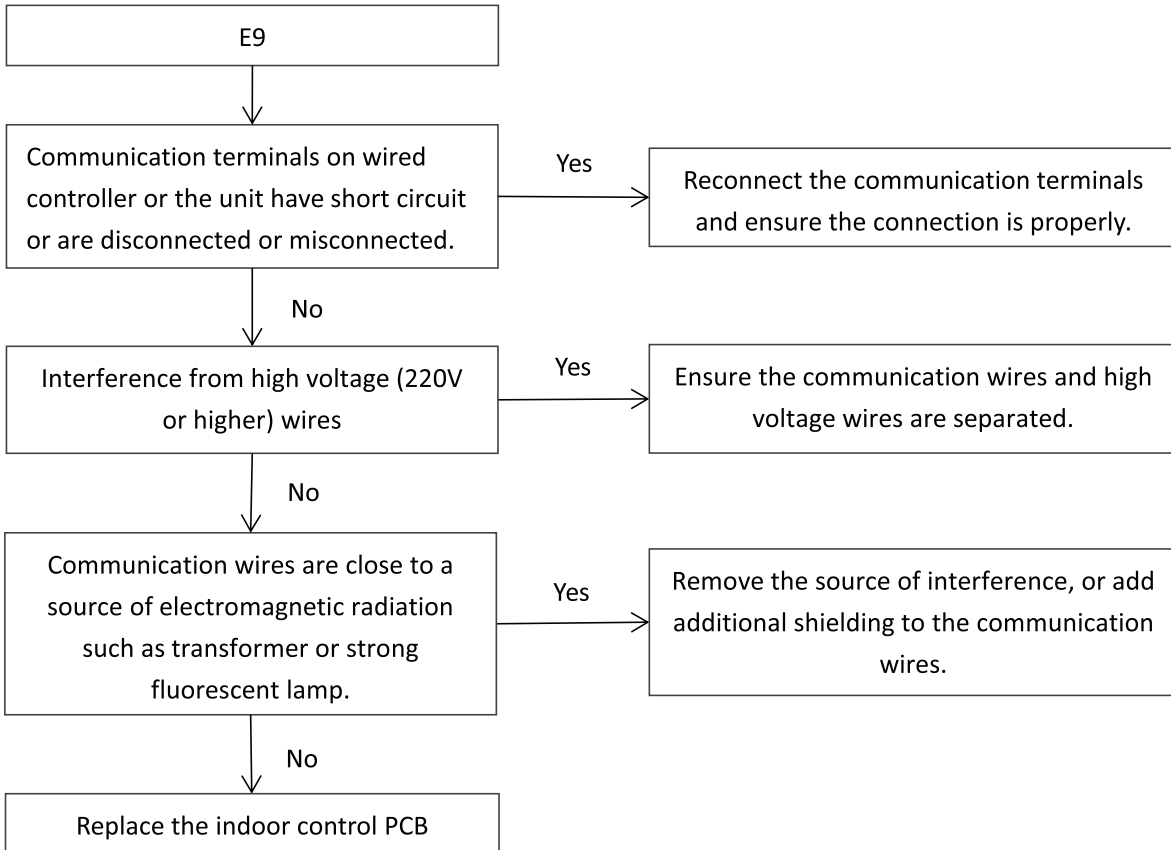 E9
Communication terminals on wired
controller or the unit have short circuit
or are disconnected or misconnected.
Yes
Reconnect the communication terminals
and ensure the connection is properly.
No
Interference from high voltage (220V
or higher) wires
Yes
Ensure the communication wires and high
voltage wires are separated.
No
Communication wires are close to a
source of electromagnetic radiation
such as transformer or strong
fluorescent lamp.
Yes
Remove the source of interference, or add
additional shielding to the communication
wires.
No
Replace the indoor control PCB